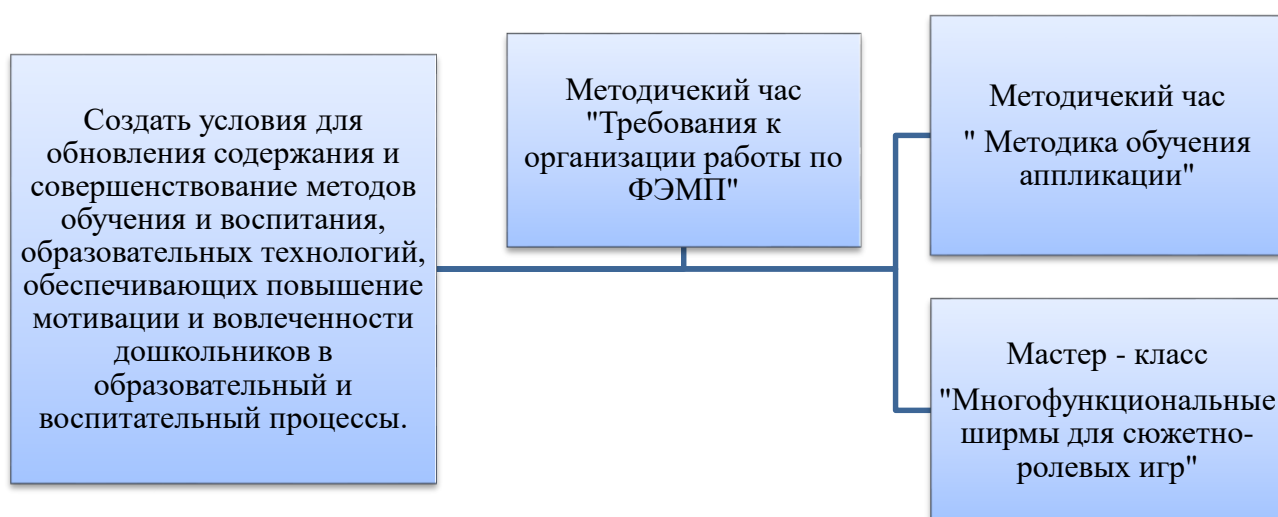 Создать условия для
обновления содержания и
совершенствование методов
обучения и воспитания,
образовательных технологий,
обеспечивающих повышение
мотивации и вовлеченности
дошкольников в
образовательный и
воспитательный процессы.
Методичекий час
"Требования к
организации работы по
ФЭМП"
Методичекий час
" Методика обучения
аппликации"
Мастер - класс
"Многофункциональные
ширмы для сюжетно-
ролевых игр"